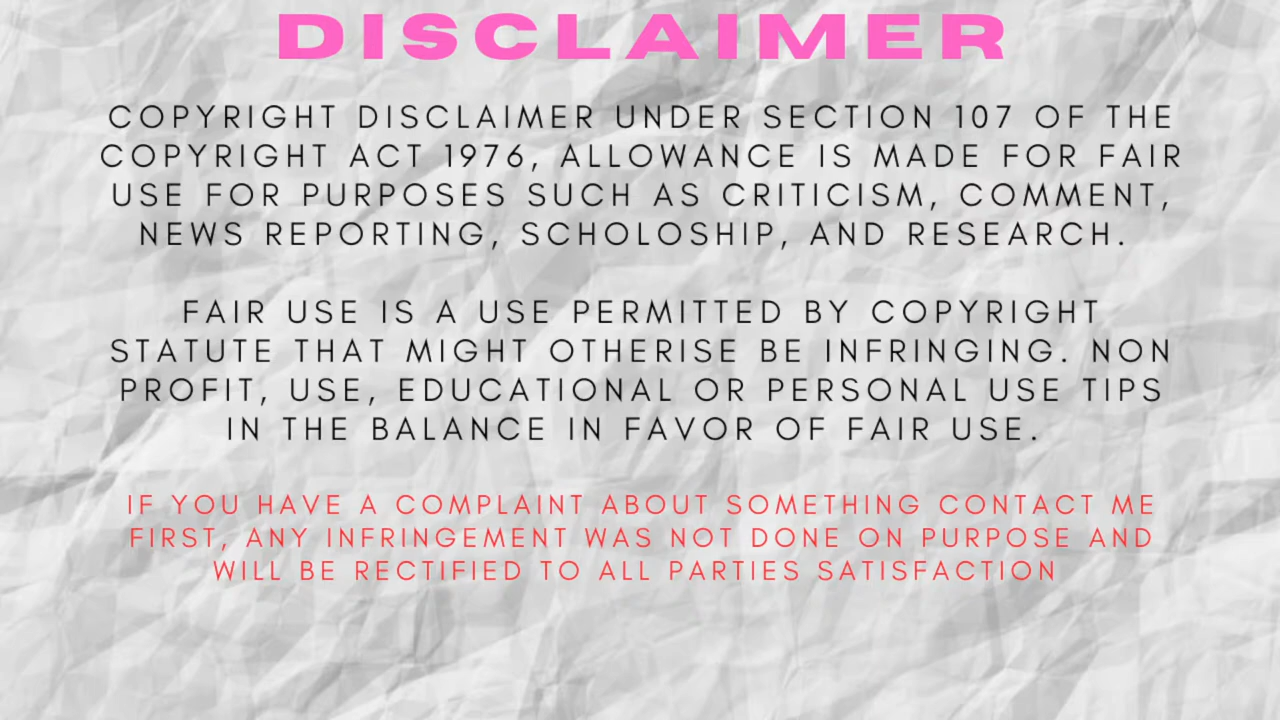 DISCLAIMER
COPYRIGHT DISCLAIMER UNDER SECTION 107 OF THE
COPYRIGHT ACT 1976, ALLOWANCE IS MADE FOR FAIR
USE FOR PURPOSES SUCH AS CRITICISM, COMMENT,
NEWS REPORTING, SCHOLOSHIP, AND RESEARCH.
FAIR USE IS A USE PERMITTED BY COPYRIGHT
STATUTE THAT MIGHT OTHERISE BE INFRINGING. NON
PROFIT, USE, EDUCATIONAL OR PERSONAL USE TIPS
IN THE BALANCE IN FAVOR OF FAIR USE.
IF YOU HAVE A COMPLAINT ABOUT SOMETHING CONTACT ME
FIRST, ANY INFRINGEMENT WAS NOT DONE ON PURPOSE AND
WILL BE RECTIFIED TO ALL PARTIES SATISFACTION